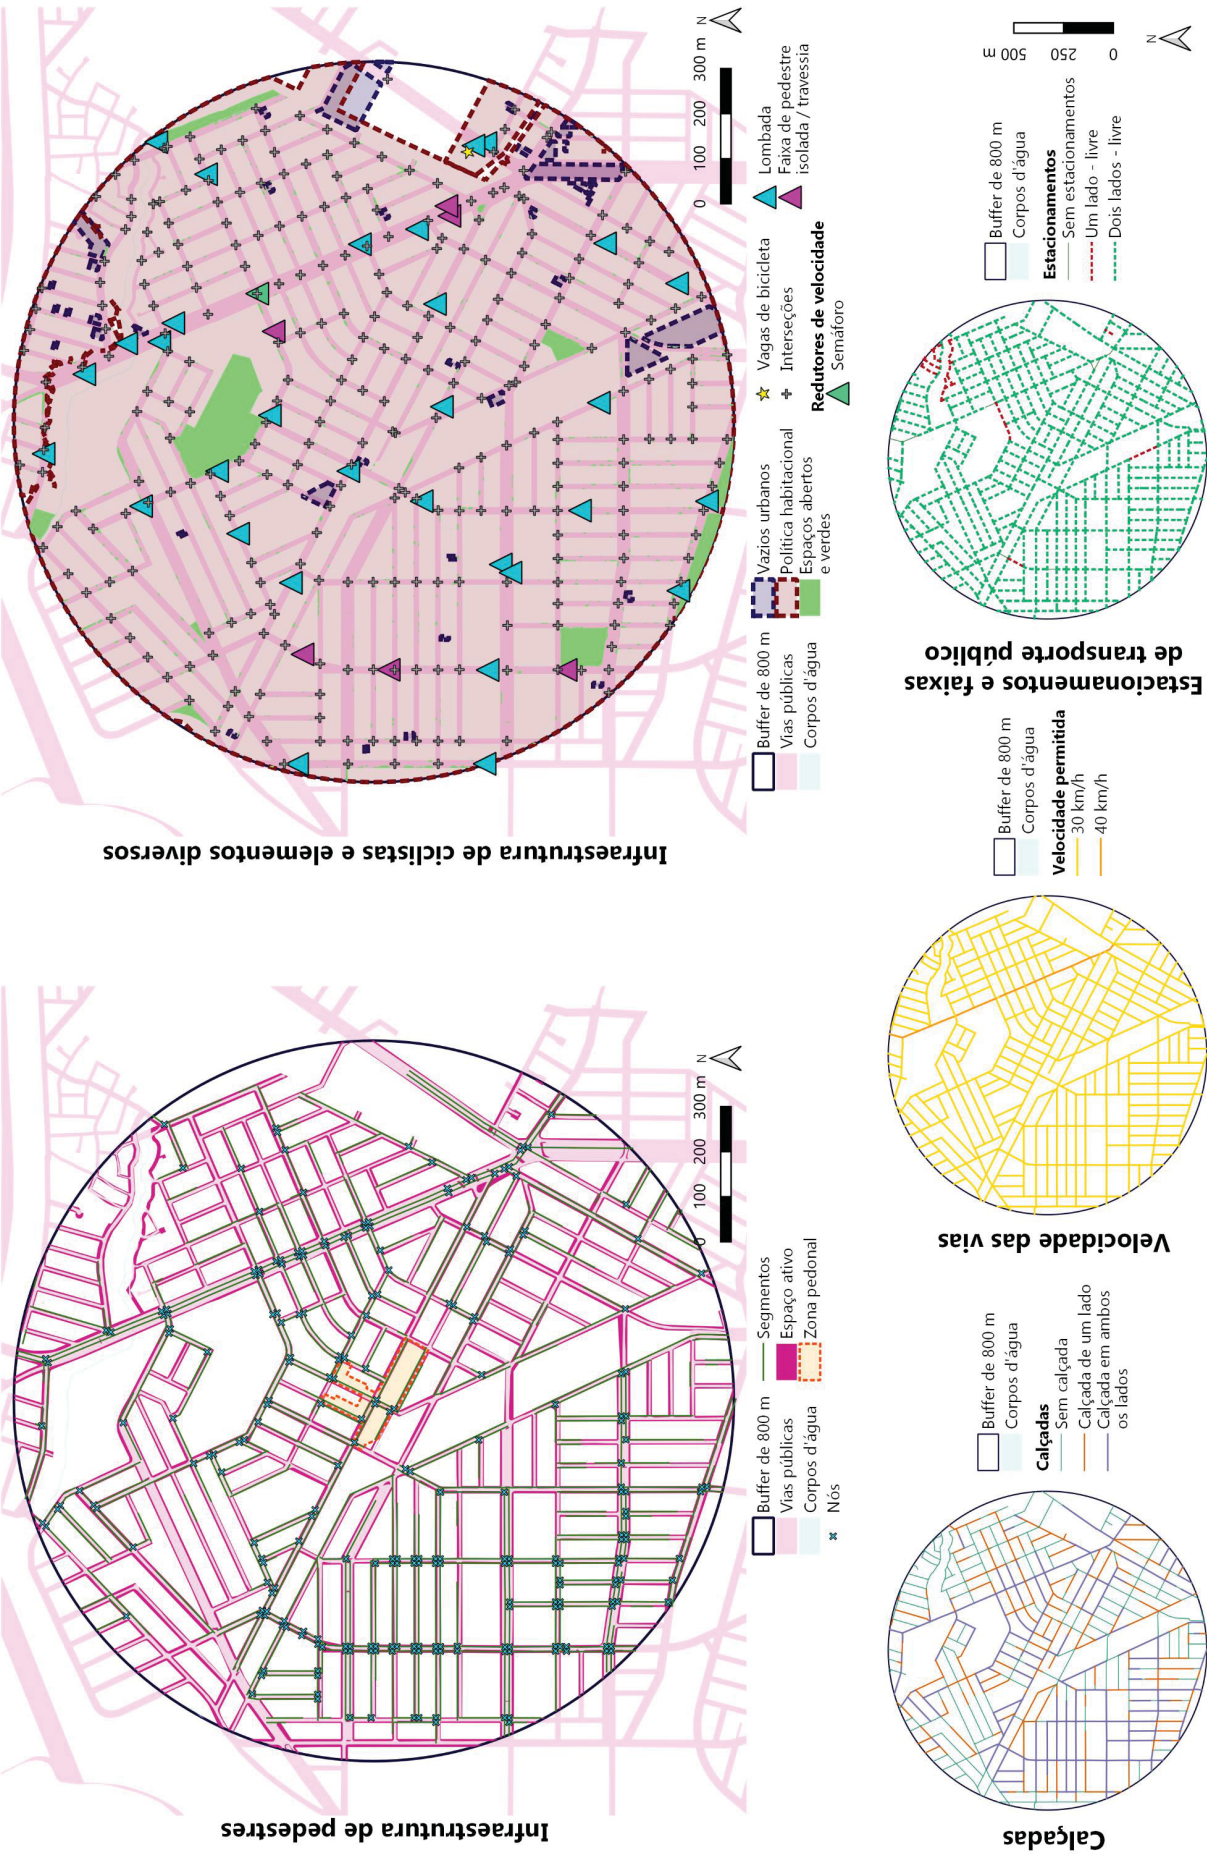 Infraestrutura de pedestres
Buffer de 800 m
Vias públicas
Corpos d'água
Nós
Segmentos
Espaço ativo
Zona pedonal
0 100 200 300 m
N
Infraestrutura de ciclistas e elementos diversos
Buffer de 800 m
Vias públicas
Corpos d'água
Vazios urbanos
Política habitacional
Espaços abertos
e verdes
Vagas de bicicleta
Interseções
Redutores de velocidade
Semáforo
Lombada
Faixa de pedestre
isolada / travessia
0 100 200 300 m
N
Calçadas
Buffer de 800 m
Corpos d'água
Calçadas
Sem calçada
Calçada de um lado
Calçada em ambos
os lados
Velocidade das vias
Buffer de 800 m
Corpos d'água
Velocidade permitida
30 km/h
40 km/h
Estacionamentos e faixas
de transporte público
Buffer de 800 m
Corpos d'água
Estacionamentos
Sem estacionamentos
Um lado - livre
Dois lados - livre
0 250 500 m
N